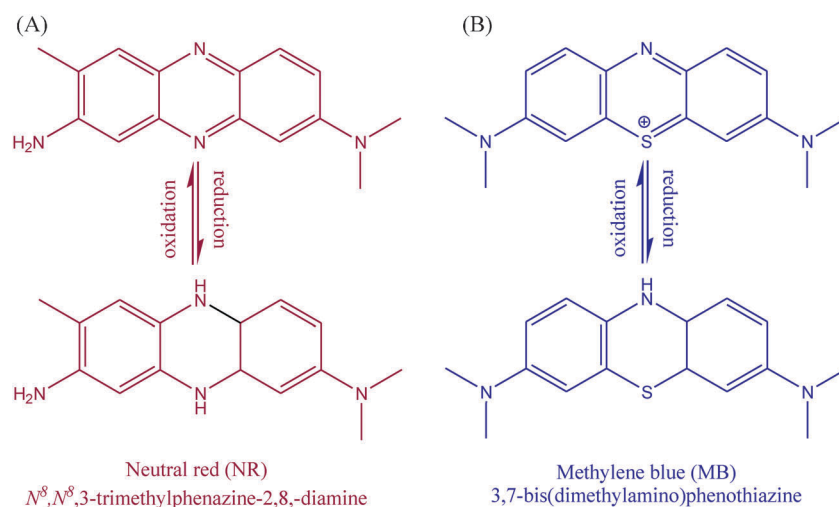 (A)
(B)
N
N
H₂N
N
N
S
⊕
N
N
oxidation
reduction
oxidation
reduction
H
N
N
H
H₂N
N
H
N
S
N
N
Neutral red (NR)
N⁸,N⁸,3-trimethylphenazine-2,8,-diamine
Methylene blue (MB)
3,7-bis(dimethylamino)phenothiazine